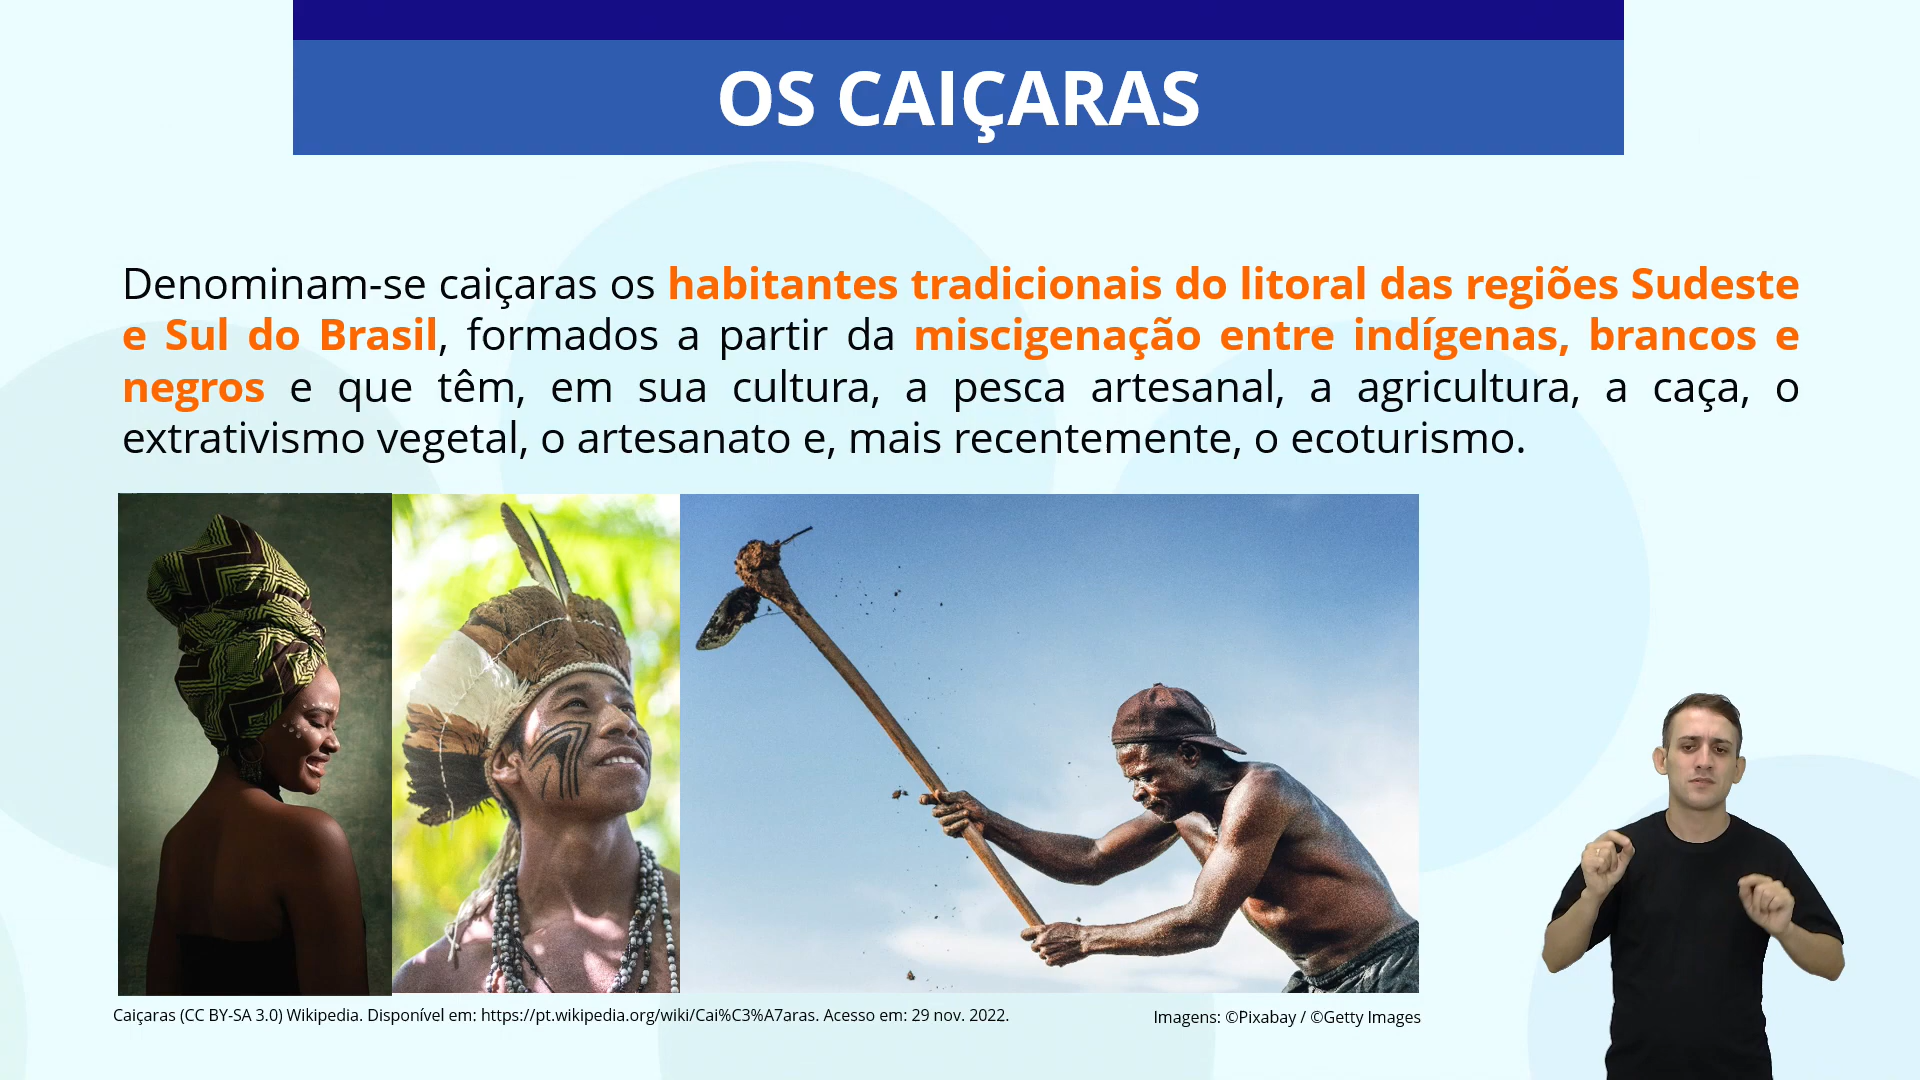 OS CAIÇARAS
Denominam-se caiçaras os habitantes tradicionais do litoral das regiões Sudeste
e Sul do Brasil, formados a partir da miscigenação entre indígenas, brancos e
negros e que têm, em sua cultura, a pesca artesanal, a agricultura, a caça, o
extrativismo vegetal, o artesanato e, mais recentemente, o ecoturismo.
Caiçaras (CC BY-SA 3.0) Wikipedia. Disponível em: https://pt.wikipedia.org/wiki/Cai%C3%A7aras. Acesso em: 29 nov. 2022.
Imagens: ©Pixabay / ©Getty Images